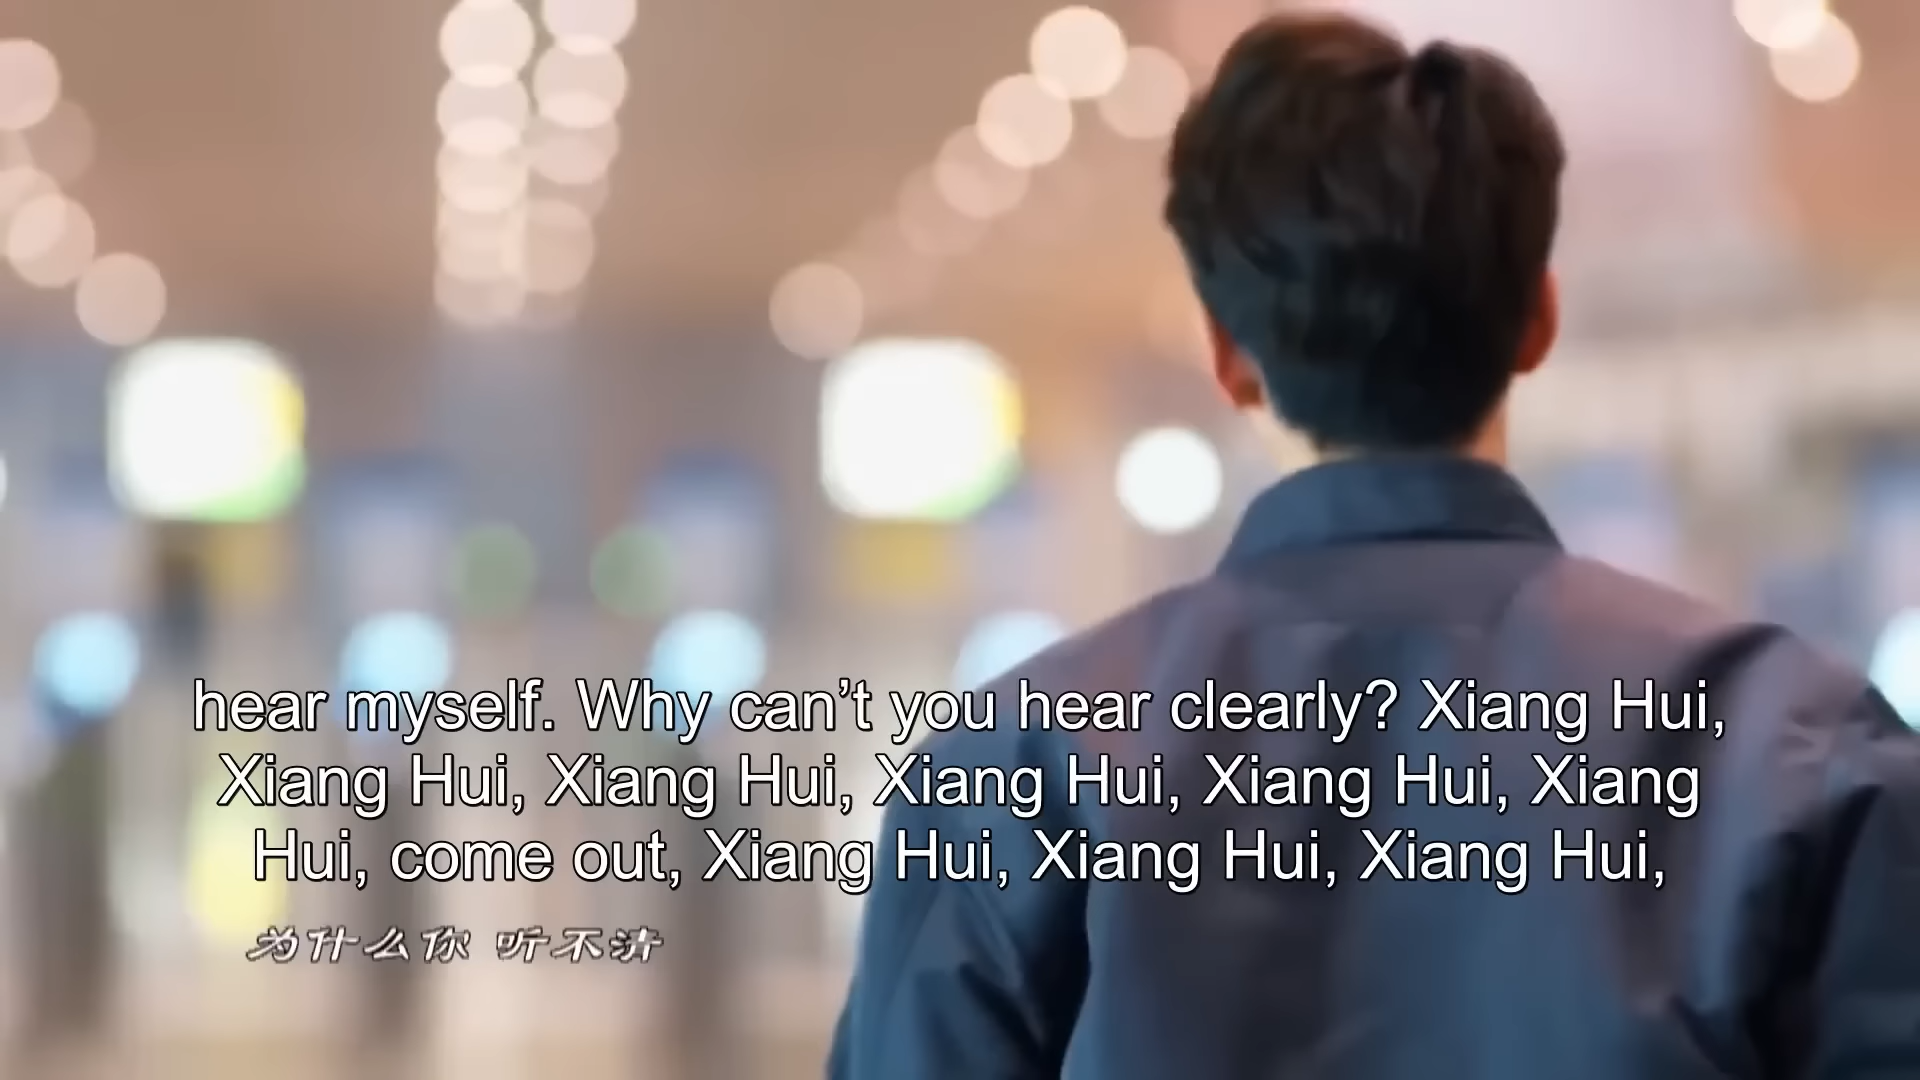 hear myself. Why can’t you hear clearly? Xiang Hui,
Xiang Hui, Xiang Hui, Xiang Hui, Xiang Hui, Xiang
Hui, come out, Xiang Hui, Xiang Hui, Xiang Hui,
为什么你 听不清